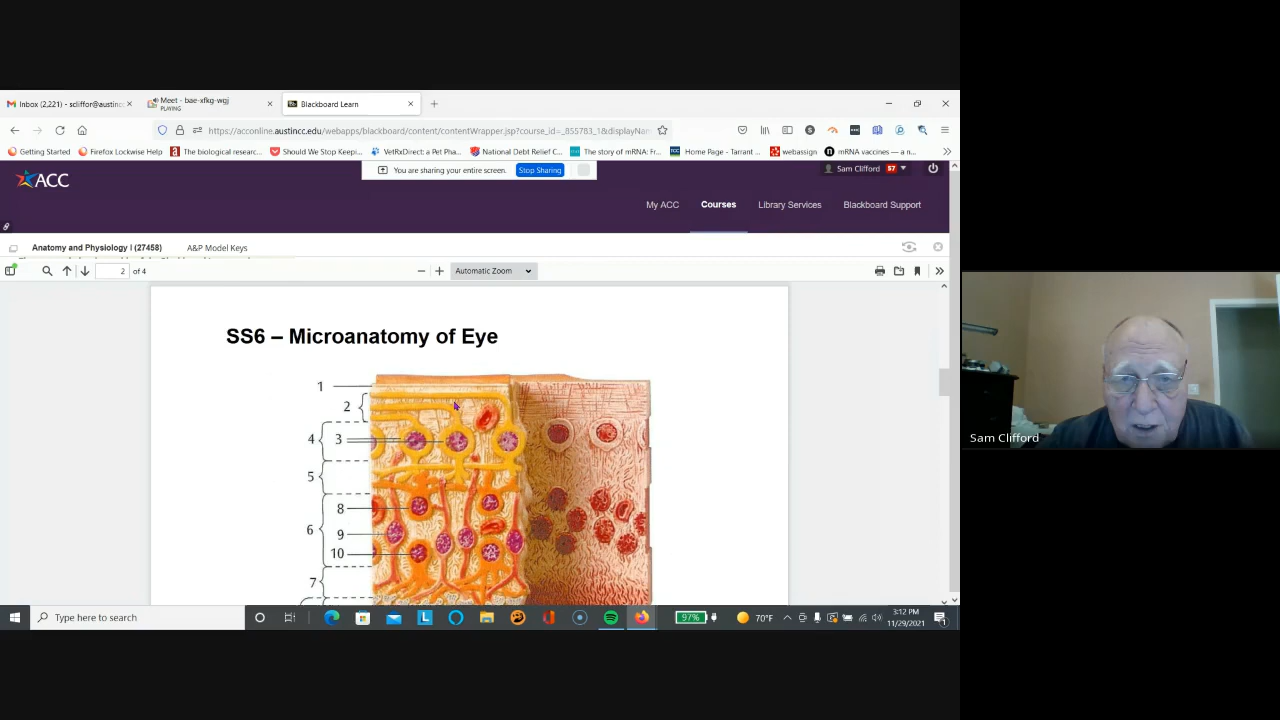 Inbox (2,221) - scliffor@austincc
Meet - bae-xfkg-wgj
PLAYING
Blackboard Learn
https://acconline.austincc.edu/webapps/blackboard/content/contentWrapper.jsp?course_id=_855783_1&displayNam
Getting Started
Firefox Lockwise Help
The biological researc...
Should We Stop Keepi...
VetRxDirect: a Pet Pha...
National Debt Relief C...
The story of mRNA: Fr...
Home Page - Tarrant ...
webassign
mRNA vaccines — a n...
ACC
You are sharing your entire screen.
Stop Sharing
Sam Clifford 57
My ACC
Courses
Library Services
Blackboard Support
Anatomy and Physiology I (27458)
A&P Model Keys
2 of 4
Automatic Zoom
SS6 – Microanatomy of Eye
1
2
4 3
5
8
6
9
10
7
Sam Clifford
Type here to search
97%
70°F
3:12 PM
11/29/2021